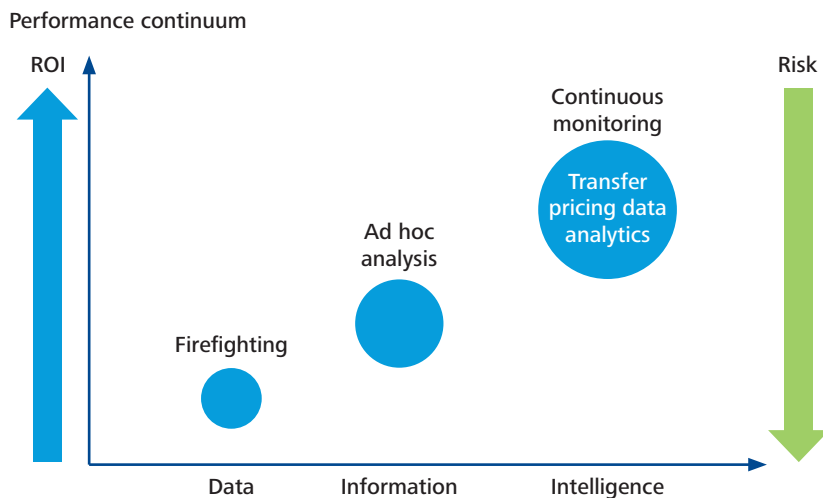 Performance continuum
ROI
Risk
Continuous
monitoring
Transfer
pricing data
analytics
Ad hoc
analysis
Firefighting
Data
Information
Intelligence